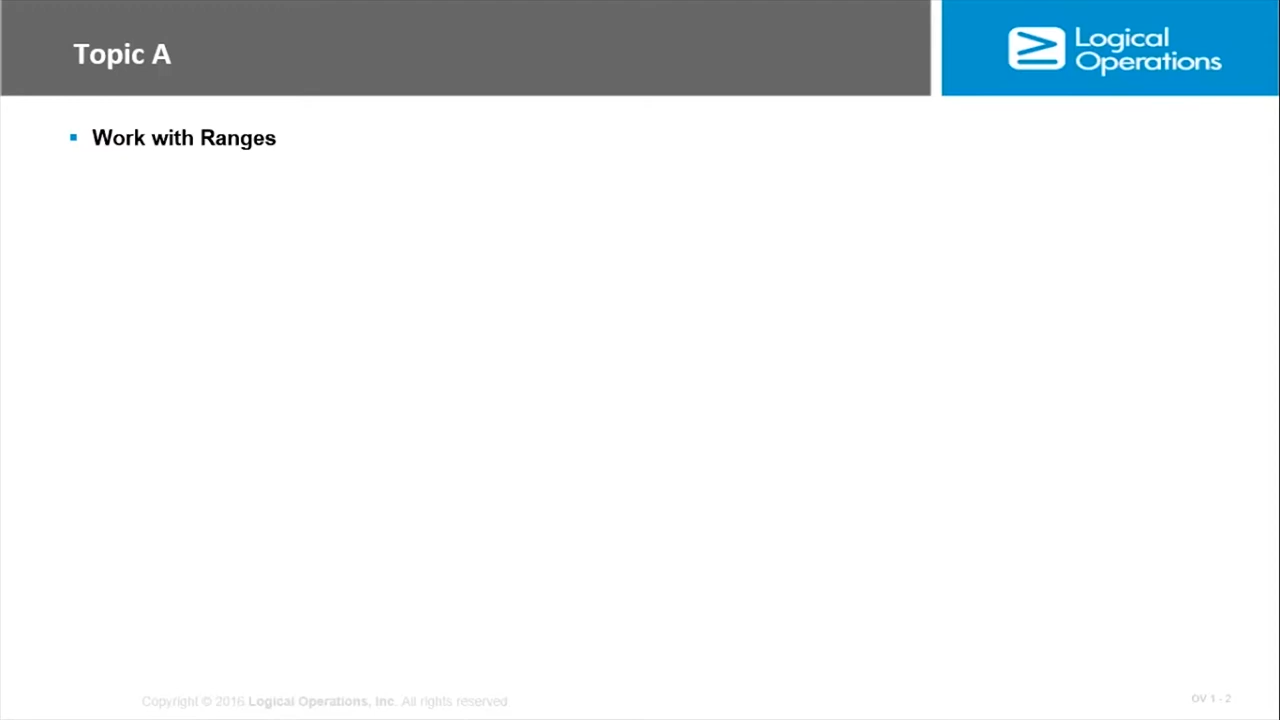 Topic A
Logical
Operations
Work with Ranges
Copyright © 2016 Logical Operations, Inc. All rights reserved
OV 1 - 2